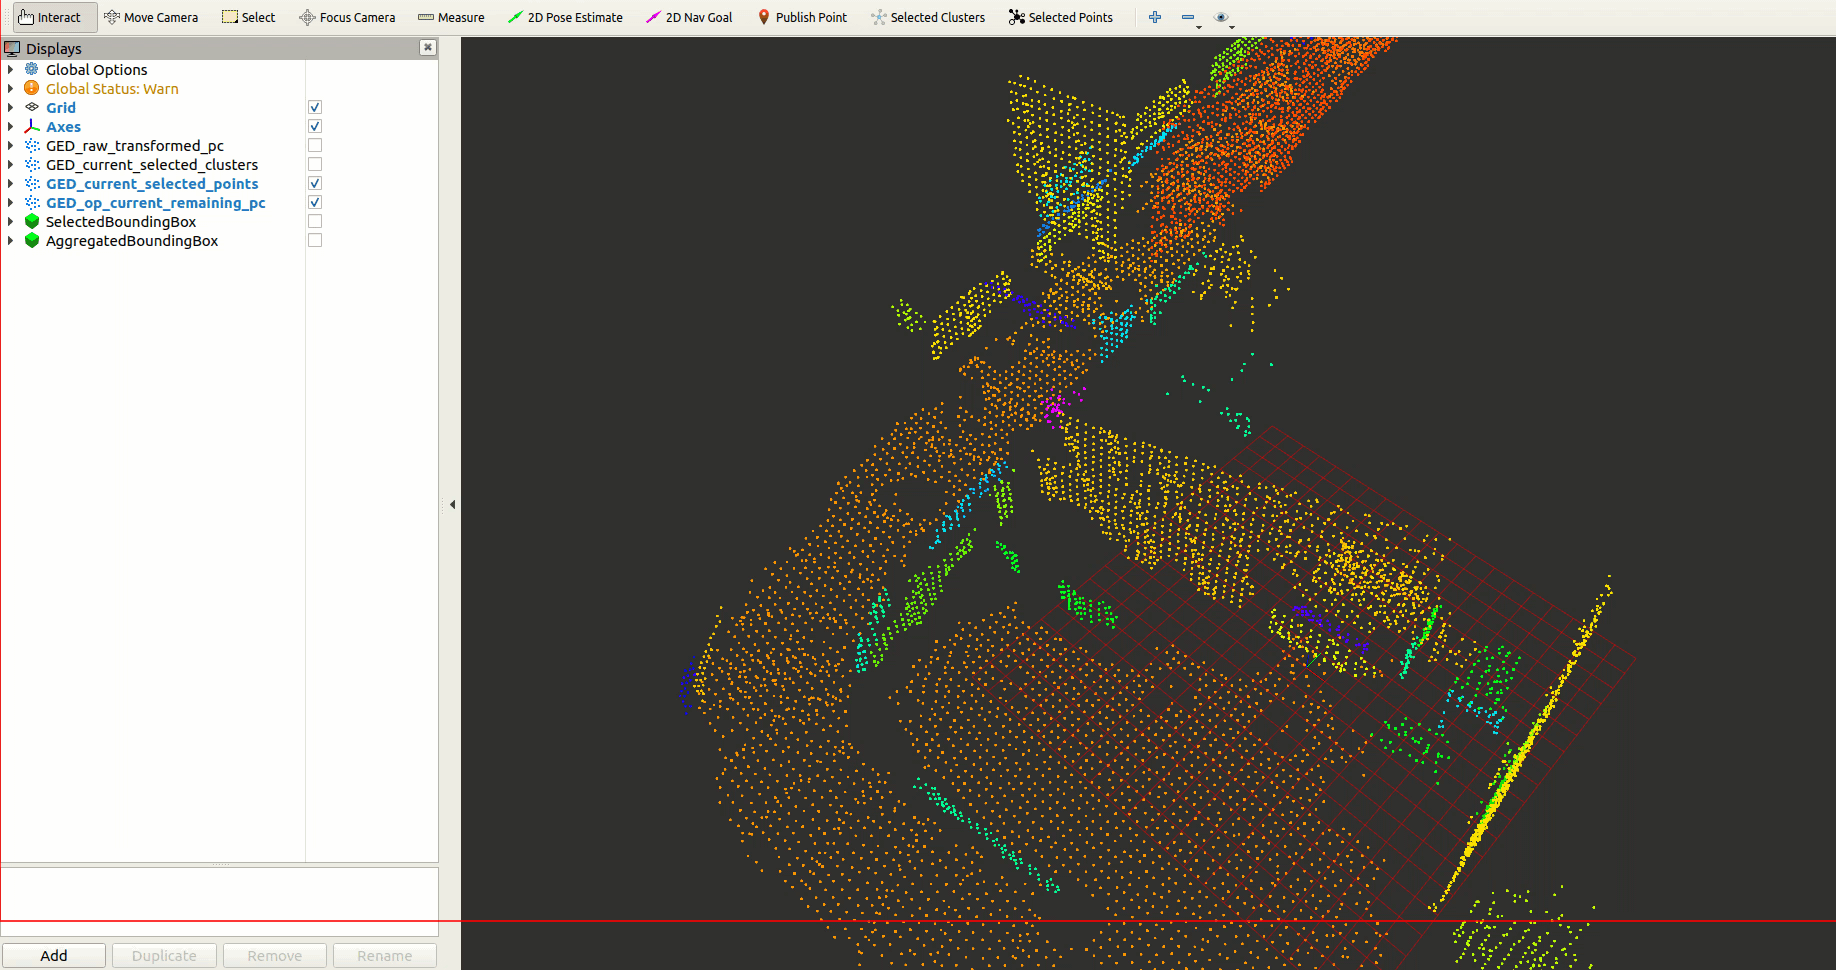 Interact Move Camera Select Focus Camera Measure 2D Pose Estimate 2D Nav Goal Publish Point Selected Clusters Selected Points
Displays
Global Options
Global Status: Warn
Grid
Axes
GED_raw_transformed_pc
GED_current_selected_clusters
GED_current_selected_points
GED_op_current_remaining_pc
SelectedBoundingBox
AggregatedBoundingBox
Add Duplicate Remove Rename